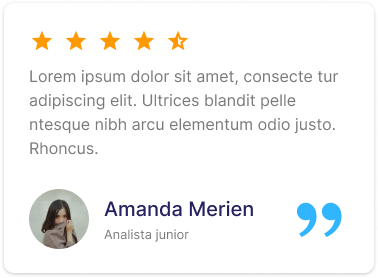 Lorem ipsum dolor sit amet, consecte tur
adipiscing elit. Ultrices blandit pelle
ntesque nibh arcu elementum odio justo.
Rhoncus.
Amanda Merien
Analista junior